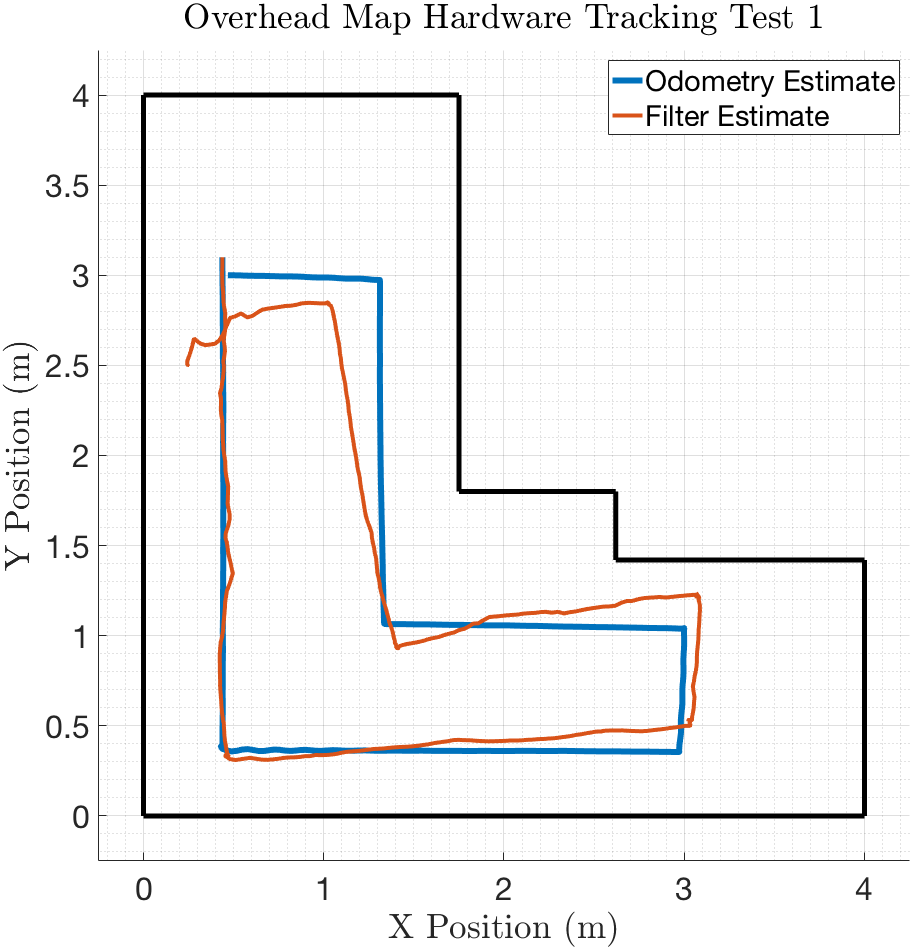 Overhead Map Hardware Tracking Test 1
Odometry Estimate
Filter Estimate
Y Position (m)
4
3.5
3
2.5
2
1.5
1
0.5
0
0
1
2
3
4
X Position (m)